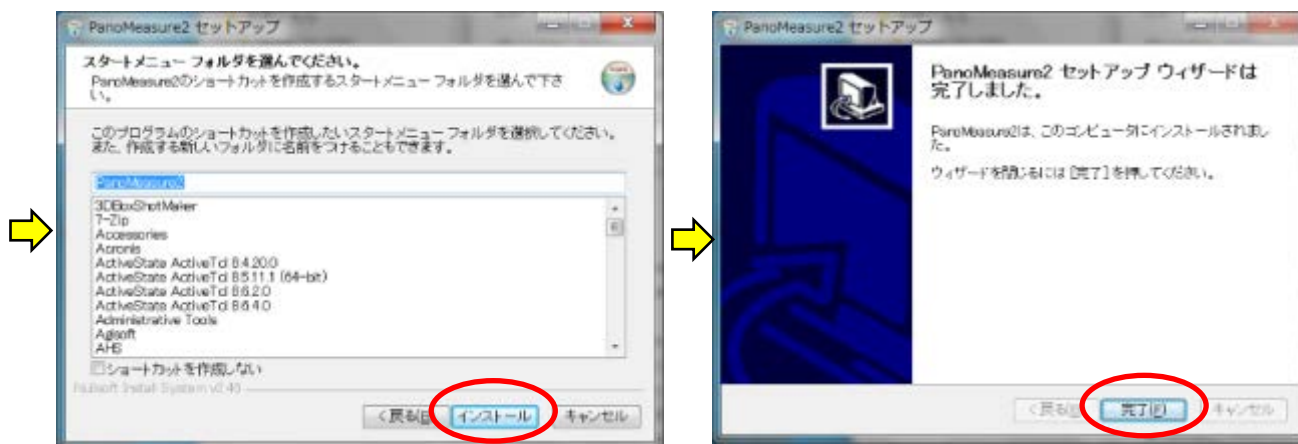 PanoMeasure2 セットアップ
スタートメニュー フォルダを選んでください。
PanoMeasure2のショートカットを作成するスタートメニュー フォルダを選んで下さ
い。
このプログラムのショートカットを作成したいスタートメニュー フォルダを選択してください。
また、作成する新しいフォルダに名前をつけることもできます。
PanoMeasure2
3DBoxShotMaker
7-Zip
Accessories
Acronis
ActiveState ActiveTcl 8.4.20.0
ActiveState ActiveTcl 8.5.11.1 (64-bit)
ActiveState ActiveTcl 8.6.2.0
ActiveState ActiveTcl 8.6.4.0
Administrative Tools
Agisoft
AHS
ショートカットを作成しない
Nullsoft Install System v2.46
<戻る(B) インストール キャンセル
PanoMeasure2 セットアップ
PanoMeasure2 セットアップ ウィザードは
完了しました。
PanoMeasure2は、このコンピュータにインストールされまし
た。
ウィザードを閉じるには [完了] を押してください。
<戻る(B) 完了(F) キャンセル